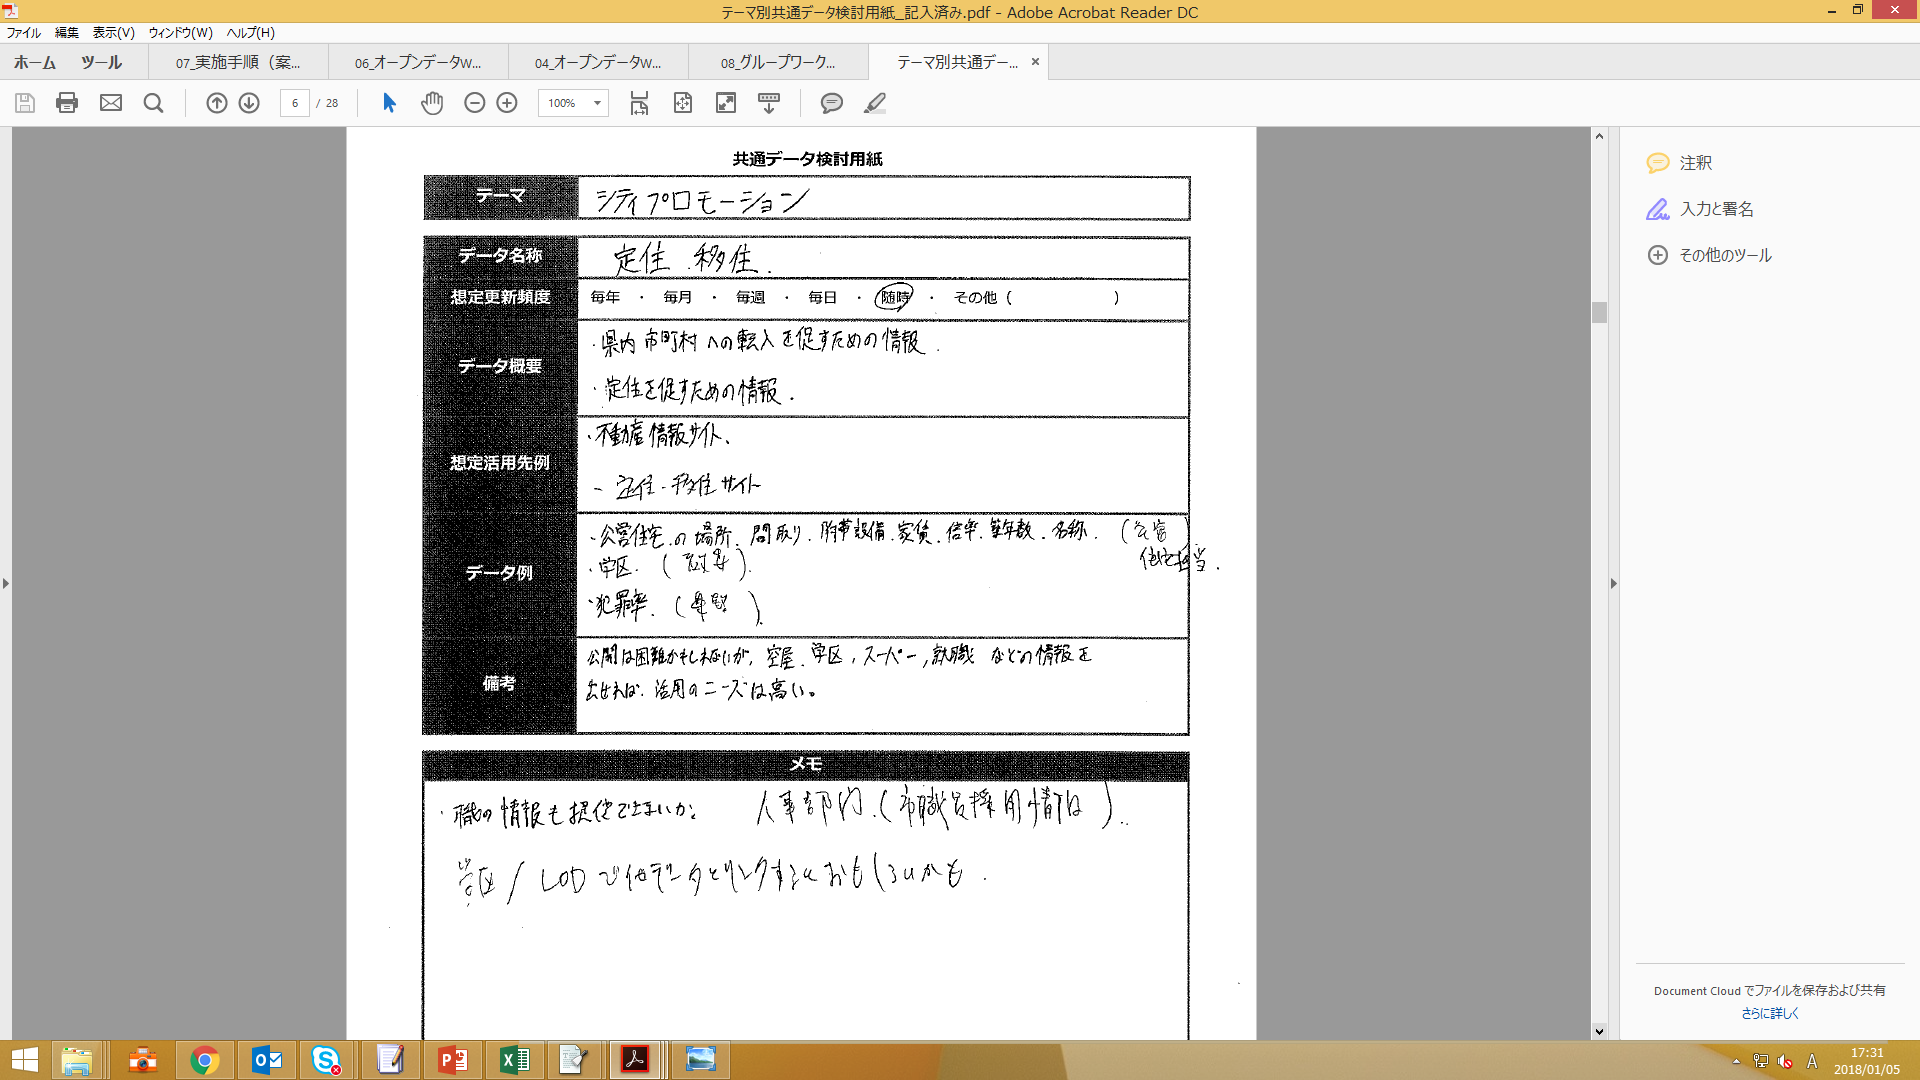 テーマ別共通データ検討用紙_記入済み.pdf - Adobe Acrobat Reader DC
ファイル 編集 表示(V) ウィンドウ(W) ヘルプ(H)
ホーム ツール 07_実施手順（案... 06_オープンデータW... 04_オープンデータW... 08_グループワーク... テーマ別共通デー... ×
6 / 28 100%
共通データ検討用紙
テーマ シティプロモーション
データ名称 定住.移住.
想定更新頻度 毎年 ・ 毎月 ・ 毎週 ・ 毎日 ・ 随時 ・ その他（ ）
データ概要
・県内市町村への転入を促すための情報.
・定住を促すための情報.
想定活用先例
・不動産情報サイト、
- 定住・移住サイト
データ例
・公営住宅の場所、間取り、附帯設備、家賃、倍率、築年数、名称. (公営
住宅担当).
・学区.
・犯罪率.
備考
公開は困難かもしれないが、空屋、学区,スーパー,就職などの情報を
出せれば、活用のニーズは高い。
メモ
・職の情報も提供できまいか? 人事部内.(市職員採用情報)..
学区/LODで他データとリンクするとおもしろいかも.
注釈
入力と署名
その他のツール
Document Cloud でファイルを保存および共有
さらに詳しく
A
17:31
2018/01/05